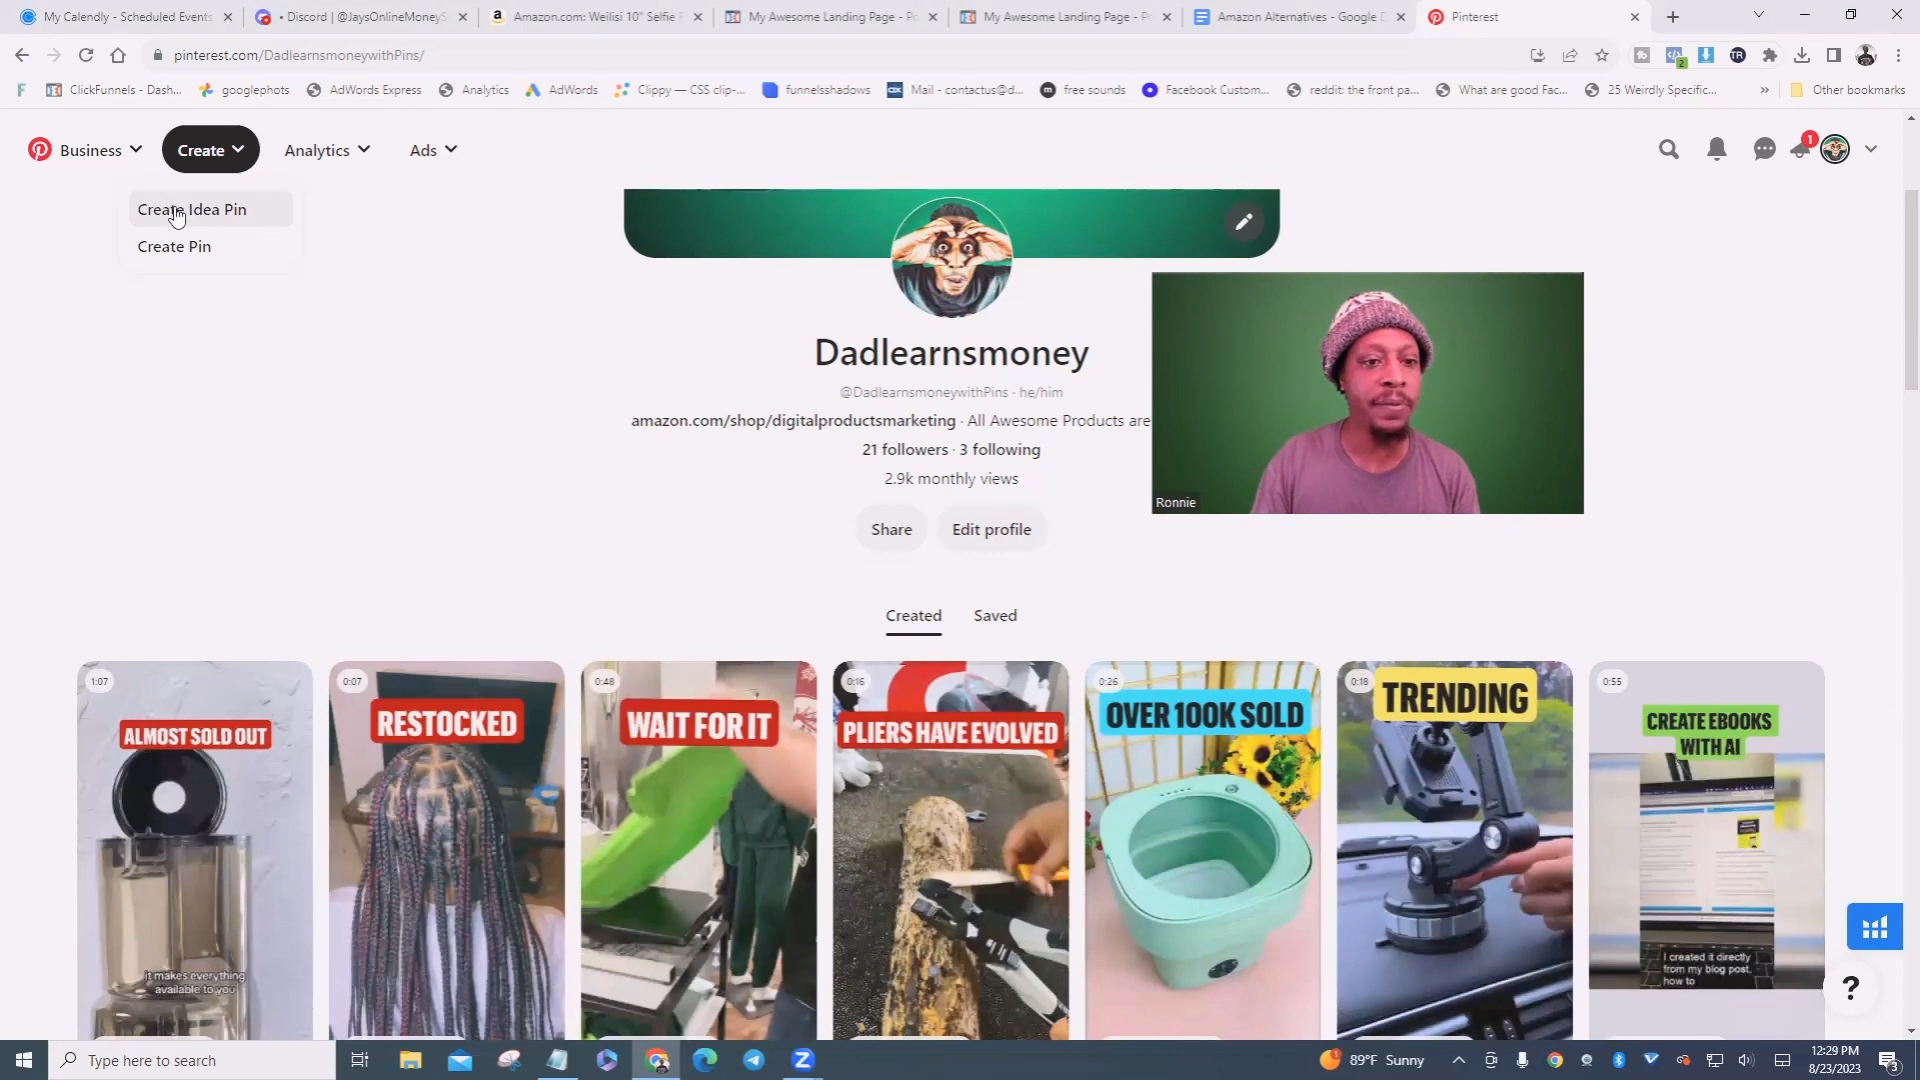 My Calendly - Scheduled Events
• Discord | @JaysOnlineMoneyS
Amazon.com: Weilisi 10" Selfie R
My Awesome Landing Page - Po
My Awesome Landing Page - Po
Amazon Alternatives - Google D
Pinterest
pinterest.com/DadlearnsmoneywithPins/
ClickFunnels - Dash...
googlephots
AdWords Express
Analytics
AdWords
Clippy — CSS clip-...
funnelsshadows
Mail - contactus@d...
free sounds
Facebook Custom...
reddit: the front pa...
What are good Fac...
25 Weirdly Specific...
»
Other bookmarks
Business
Create
Analytics
Ads
1
Create Idea Pin
Create Pin
Dadlearnsmoney
@DadlearnsmoneywithPins · he/him
amazon.com/shop/digitalproductsmarketing · All Awesome Products are
21 followers · 3 following
2.9k monthly views
Share
Edit profile
Ronnie
Created
Saved
1:07
ALMOST SOLD OUT
it makes everything
available to you
0:07
RESTOCKED
0:48
WAIT FOR IT
0:16
PLIERS HAVE EVOLVED
0:26
OVER 100K SOLD
0:18
TRENDING
0:55
CREATE EBOOKS
WITH AI
I created it directly
from my blog post.
how to
?
Type here to search
89°F Sunny
12:29 PM
8/23/2023
3